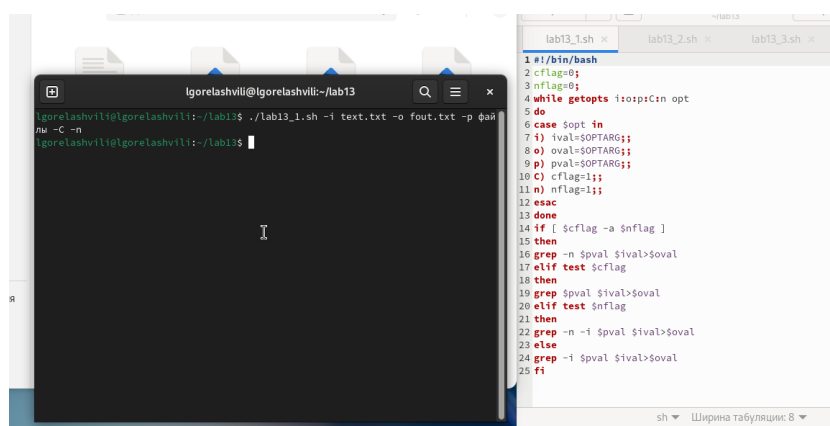 ~/lab13
lab13_1.sh × lab13_2.sh × lab13_3.sh ×
lgorelashvili@lgorelashvili:~/lab13
lgorelashvili@lgorelashvili:~/lab13$ ./lab13_1.sh -i text.txt -o fout.txt -p фай
лы -C -n
lgorelashvili@lgorelashvili:~/lab13$
1 #!/bin/bash
2 cflag=0;
3 nflag=0;
4 while getopts i:o:p:C:n opt
5 do
6 case $opt in
7 i) ival=$OPTARG;;
8 o) oval=$OPTARG;;
9 p) pval=$OPTARG;;
10 C) cflag=1;;
11 n) nflag=1;;
12 esac
13 done
14 if [ $cflag -a $nflag ]
15 then
16 grep -n $pval $ival>$oval
17 elif test $cflag
18 then
19 grep $pval $ival>$oval
20 elif test $nflag
21 then
22 grep -n -i $pval $ival>$oval
23 else
24 grep -i $pval $ival>$oval
25 fi
я
sh Ширина табуляции: 8